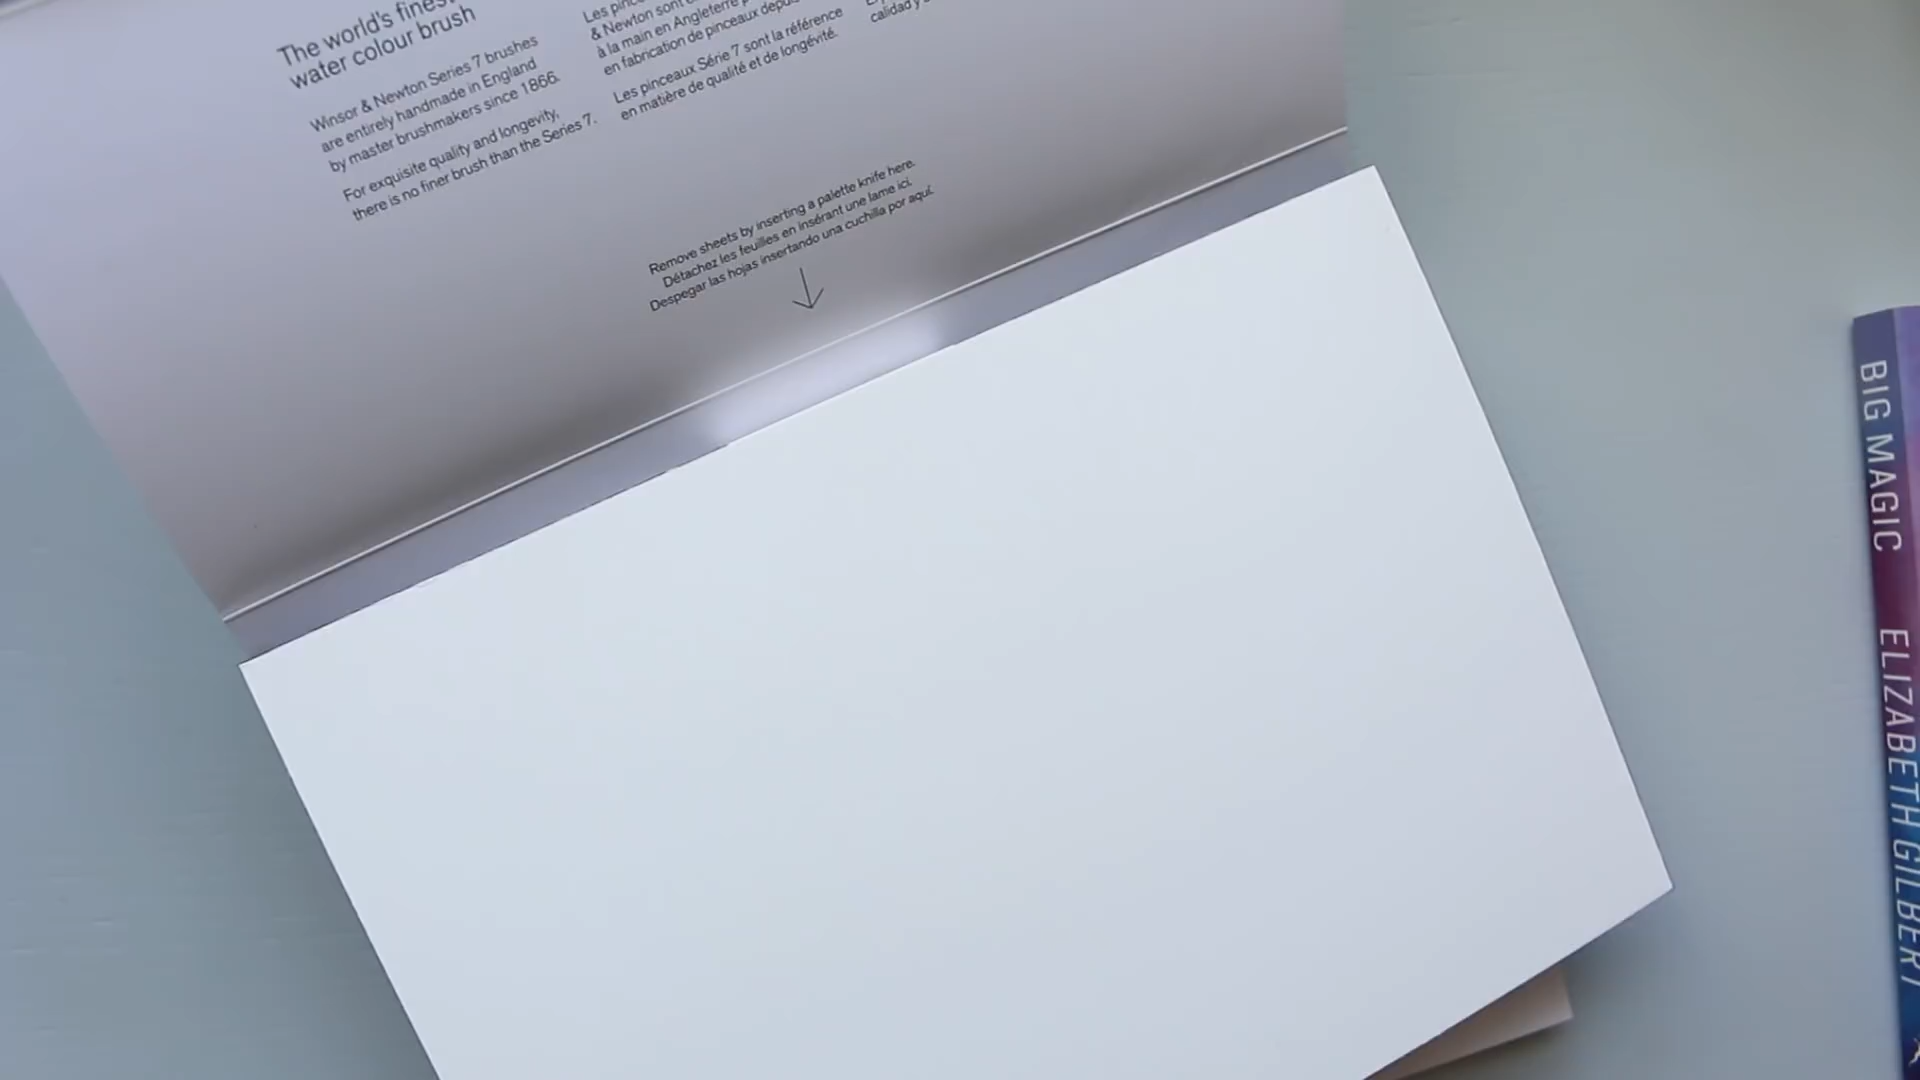 The world's finest
water colour brush
Winsor & Newton Series 7 brushes
are entirely handmade in England
by master brushmakers since 1866.
For exquisite quality and longevity,
there is no finer brush than the Series 7.
Les
& Newton sont
à la main en Angleterre
en fabrication de pinceaux depuis
Les pinceaux Série 7 sont la référence
en matière de qualité et de longévité.
calidad y
Remove sheets by inserting a palette knife here.
Détachez les feuilles en insérant une lame ici.
Despegar las hojas insertando una cuchilla por aquí.
BIG MAGIC
ELIZABETH GILBERT